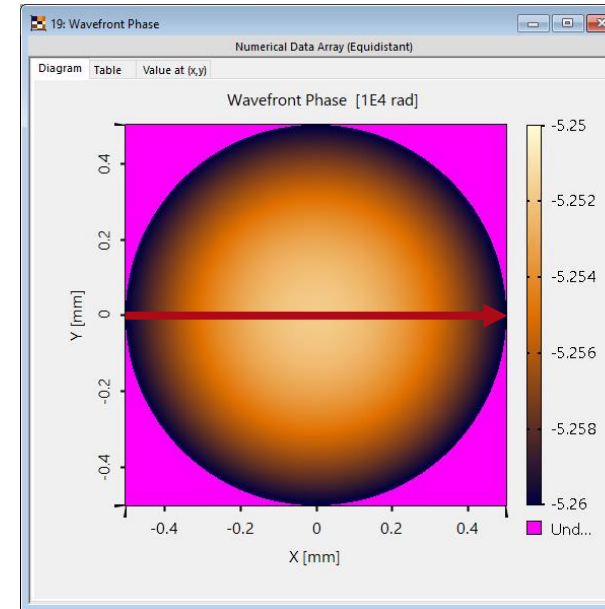 19: Wavefront Phase
Numerical Data Array (Equidistant)
Diagram Table Value at (x,y)
Wavefront Phase [1E4 rad]
-5.25
-5.252
-5.254
-5.256
-5.258
-5.26
Und...
0.4
0.2
0
-0.2
-0.4
Y [mm]
-0.4 -0.2 0 0.2 0.4
X [mm]